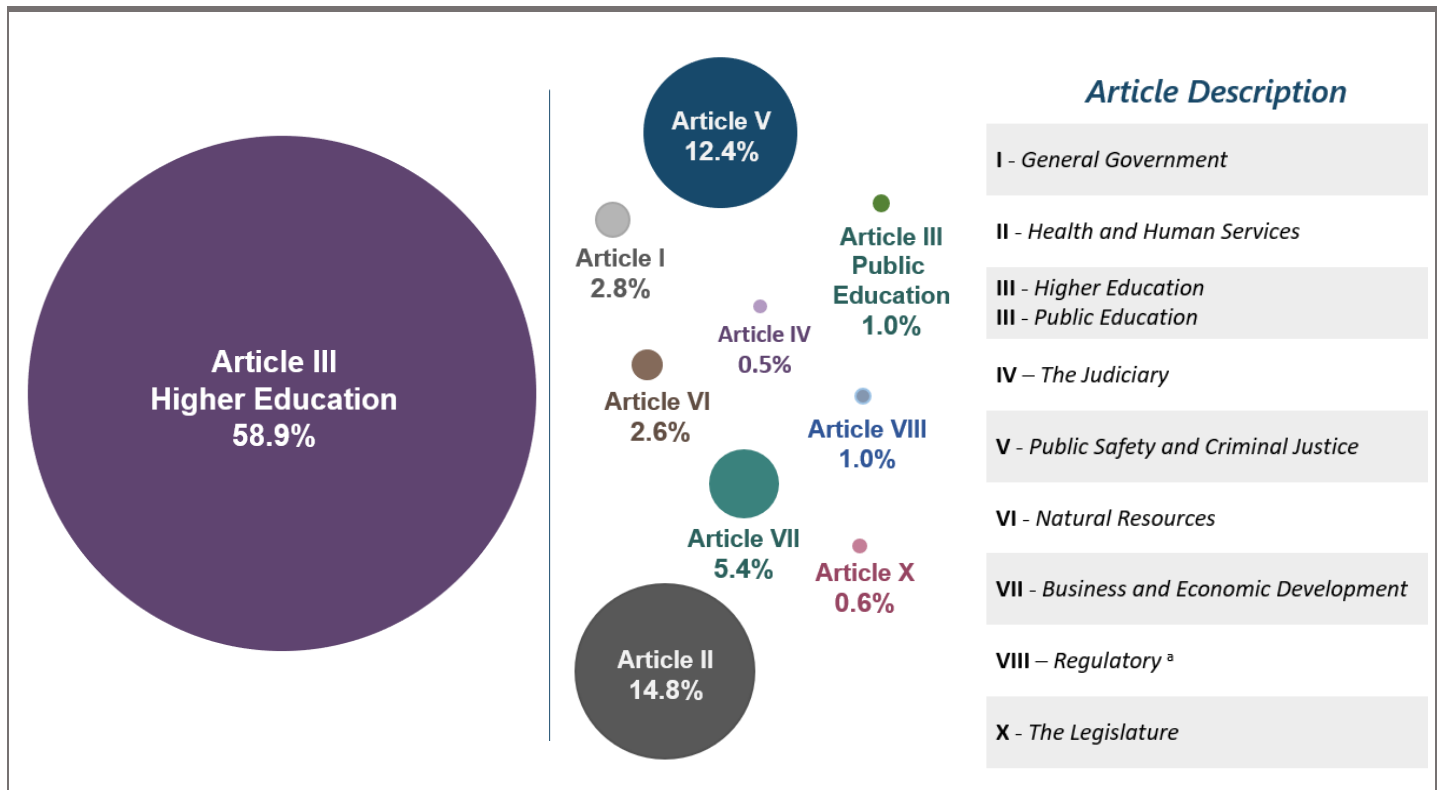 Article III
Higher Education
58.9%
Article V
12.4%
Article I
2.8%
Article III
Public
Education
1.0%
Article IV
0.5%
Article VI
2.6%
Article VIII
1.0%
Article VII
5.4%
Article X
0.6%
Article II
14.8%
Article Description
I - General Government
II - Health and Human Services
III - Higher Education
III - Public Education
IV – The Judiciary
V - Public Safety and Criminal Justice
VI - Natural Resources
VII - Business and Economic Development
VIII – Regulatory ª
X - The Legislature